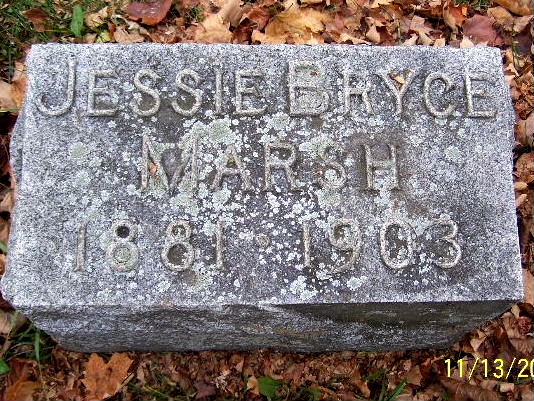 JESSIE BRYCE
MARSH
1881 · 1903
11/13/20